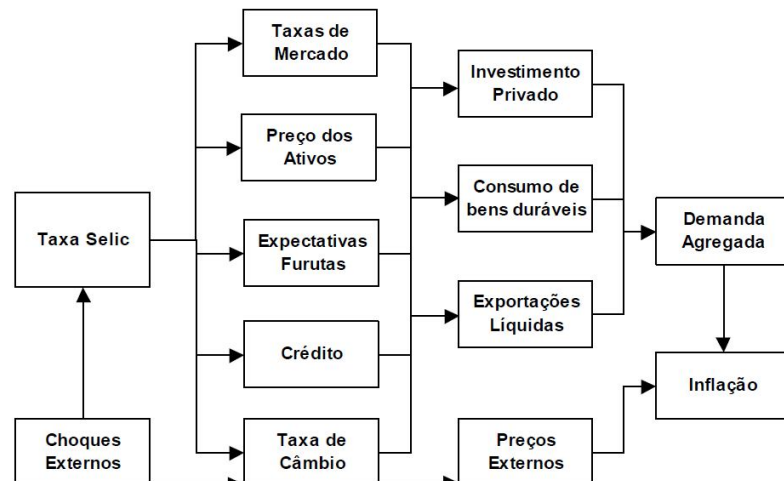 Taxas de
Mercado
Investimento
Privado
Preço dos
Ativos
Consumo de
bens duráveis
Taxa Selic
Expectativas
Furutas
Demanda
Agregada
Exportações
Líquidas
Crédito
Inflação
Choques
Externos
Taxa de
Câmbio
Preços
Externos